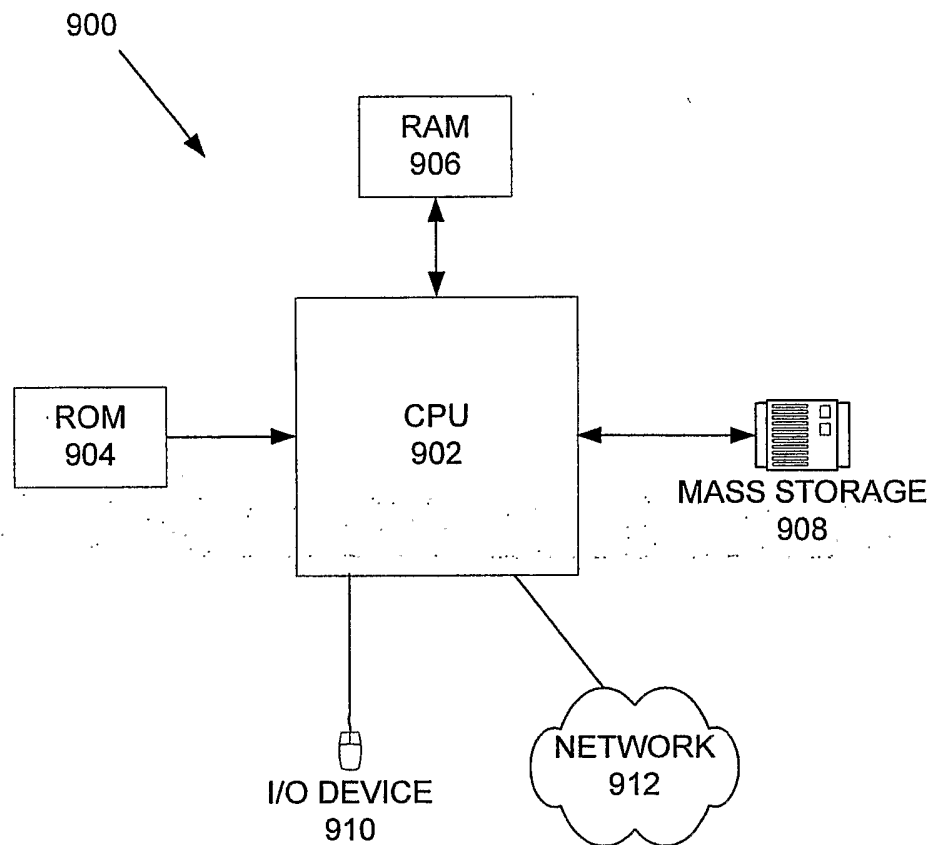 900
RAM
906
ROM
904
CPU
902
MASS STORAGE
908
I/O DEVICE
910
NETWORK
912